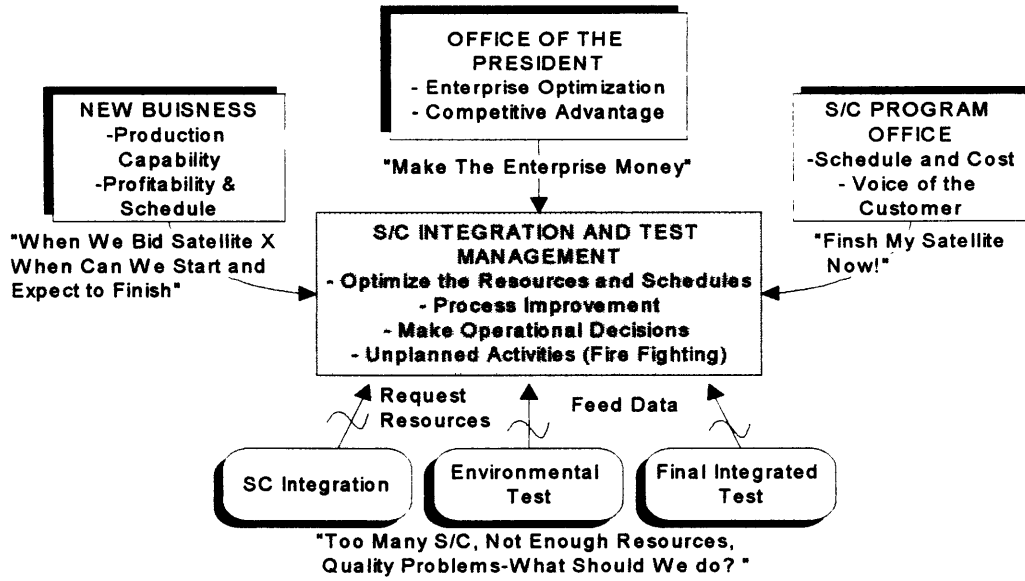 OFFICE OF THE
PRESIDENT
- Enterprise Optimization
- Competitive Advantage
NEW BUISNESS
-Production
Capability
-Profitability &
Schedule
S/C PROGRAM
OFFICE
-Schedule and Cost
- Voice of the
Customer
"Make The Enterprise Money"
"When We Bid Satellite X
When Can We Start and
Expect to Finish"
"Finsh My Satellite
Now!"
S/C INTEGRATION AND TEST
MANAGEMENT
- Optimize the Resources and Schedules
- Process Improvement
- Make Operational Decisions
- Unplanned Activities (Fire Fighting)
Request
Resources
Feed Data
SC Integration
Environmental
Test
Final Integrated
Test
"Too Many S/C, Not Enough Resources,
Quality Problems-What Should We do? "